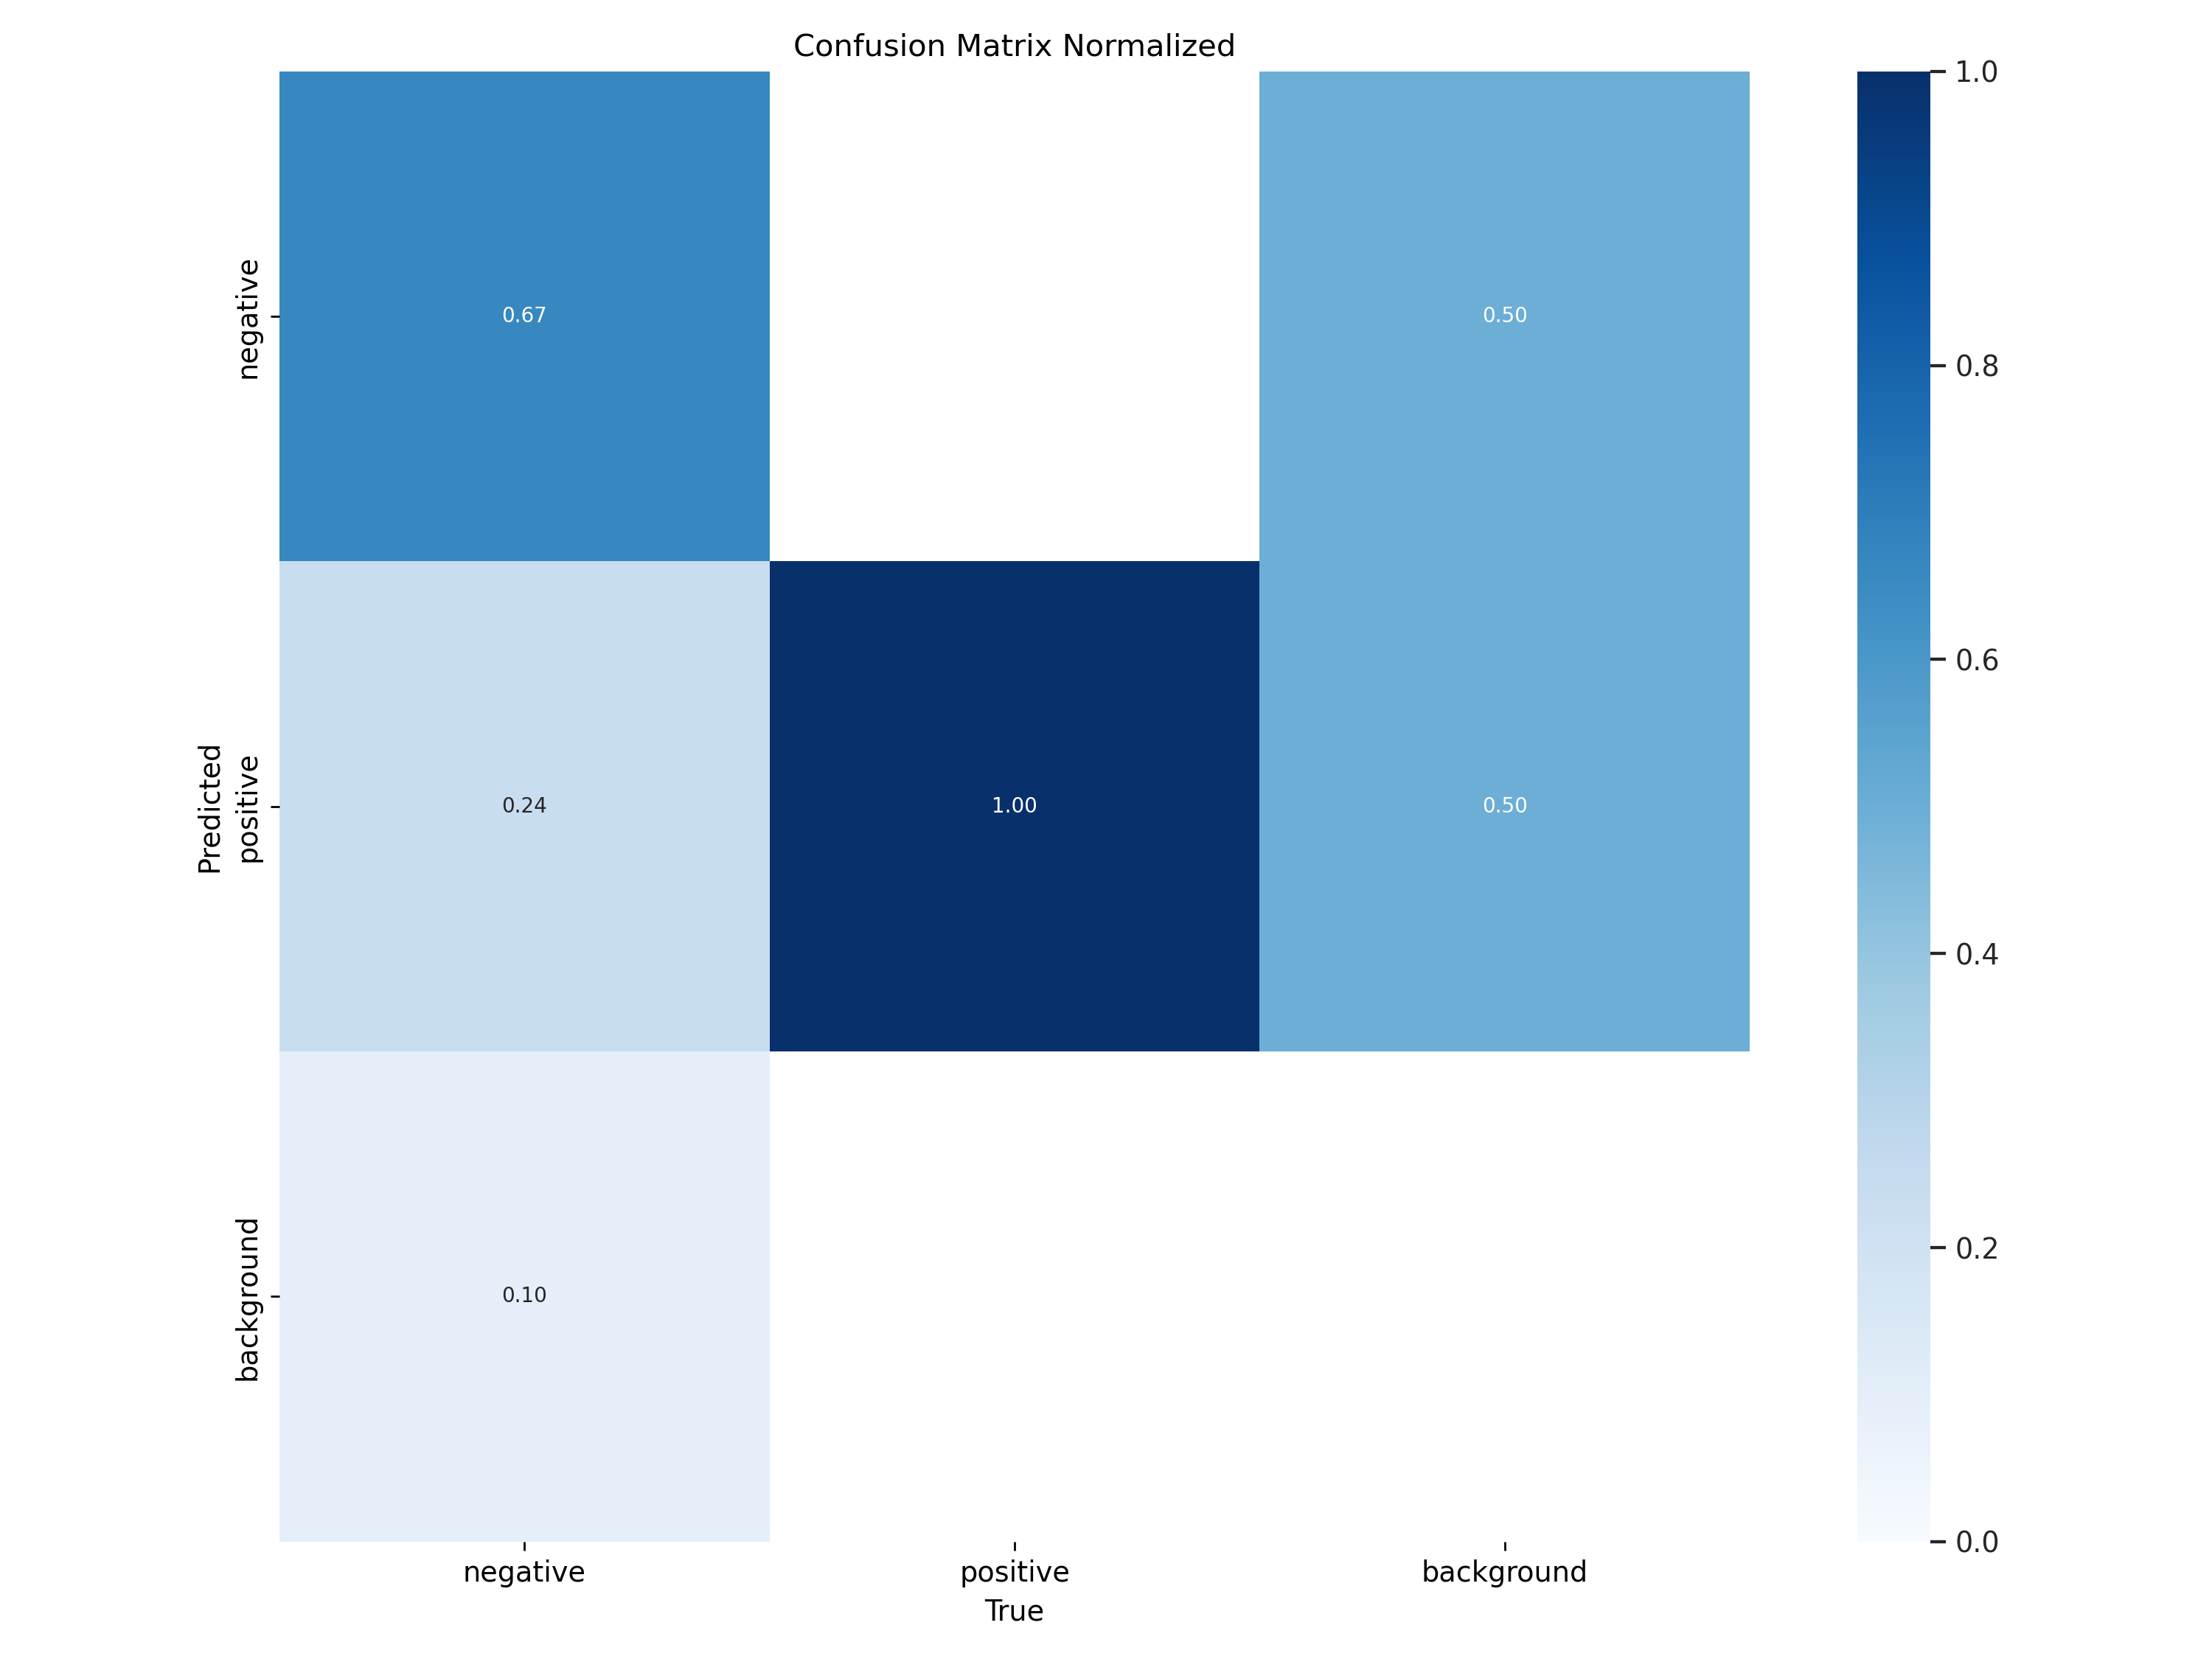 Confusion Matrix Normalized
negative
0.67
0.50
Predicted
positive
0.24
1.00
0.50
background
0.10
negative
positive
background
True
1.0
0.8
0.6
0.4
0.2
0.0